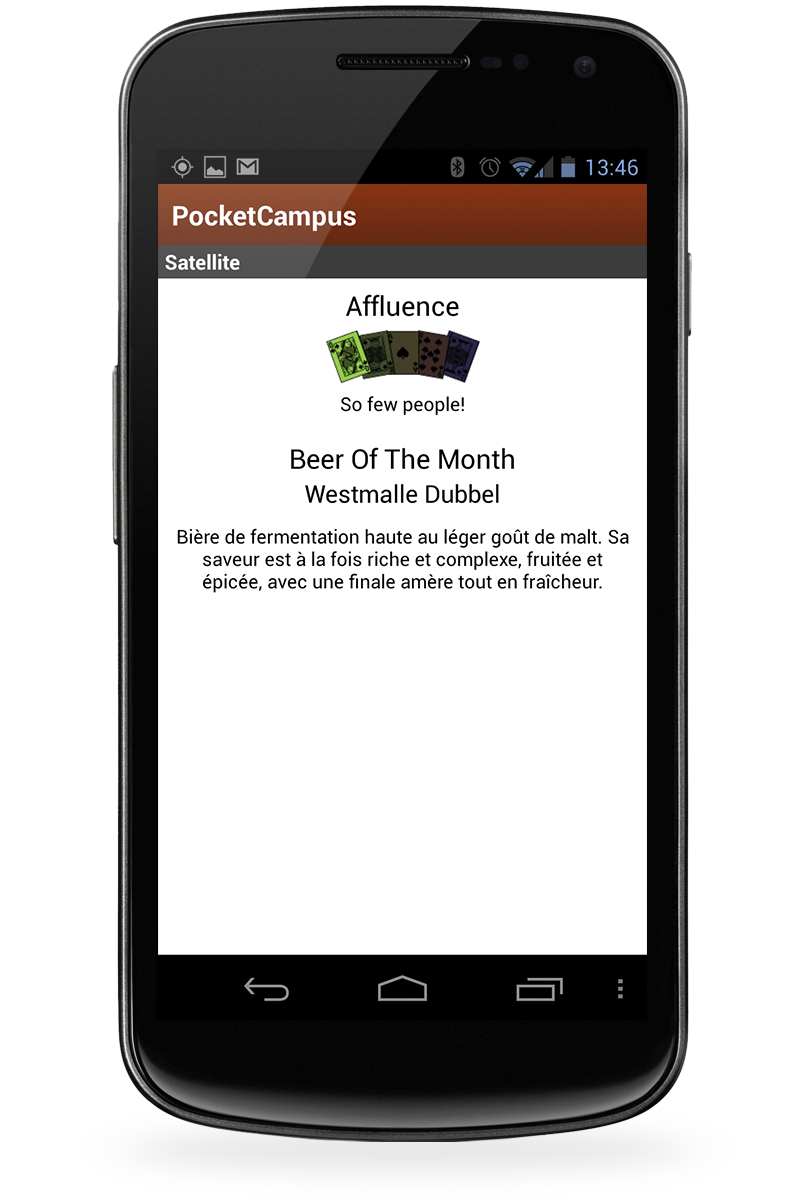 13:46
PocketCampus
Satellite
Affluence
So few people!
Beer Of The Month
Westmalle Dubbel
Bière de fermentation haute au léger goût de malt. Sa
saveur est à la fois riche et complexe, fruitée et
épicée, avec une finale amère tout en fraîcheur.